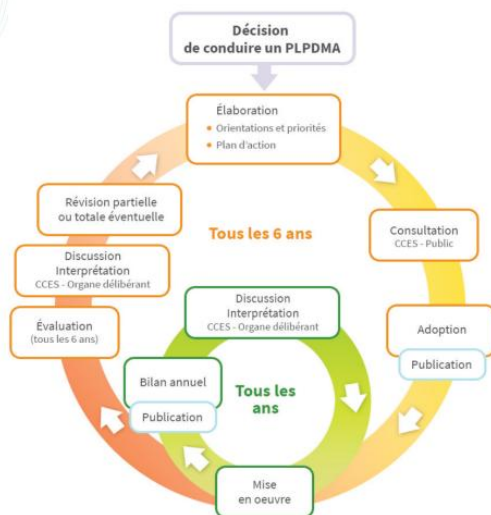 Décision
de conduire un PLPDMA
Élaboration
• Orientations et priorités
• Plan d'action
Révision partielle
ou totale éventuelle
Tous les 6 ans
Consultation
CCES - Public
Discussion
Interprétation
CCES - Organe délibérant
Discussion
Interprétation
CCES - Organe délibérant
Évaluation
(tous les 6 ans)
Adoption
Publication
Bilan annuel
Publication
Tous les
ans
Mise
en oeuvre